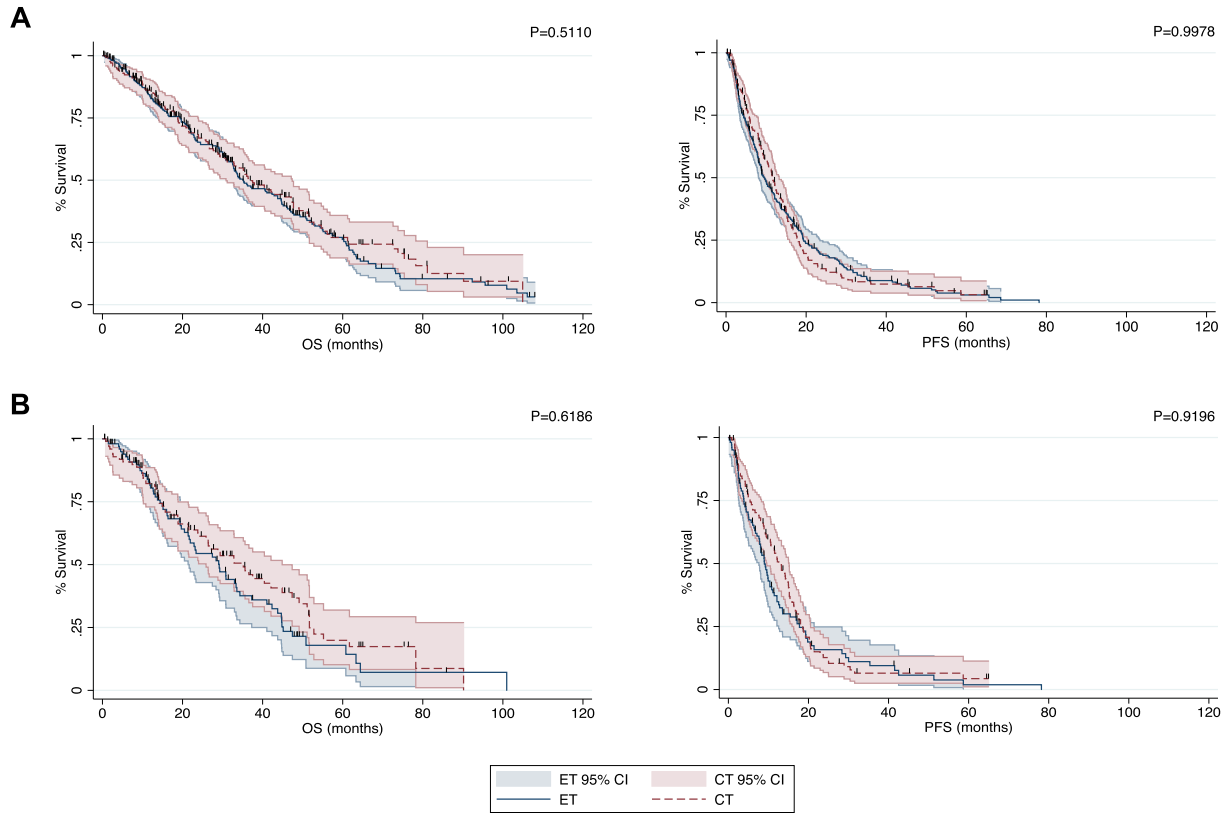 A
P=0.5110
P=0.9978
% Survival
1
.75
.5
.25
0
0 20 40 60 80 100 120
OS (months)
% Survival
1
.75
.5
.25
0
0 20 40 60 80 100 120
PFS (months)
B
P=0.6186
P=0.9196
% Survival
1
.75
.5
.25
0
0 20 40 60 80 100 120
OS (months)
% Survival
1
.75
.5
.25
0
0 20 40 60 80 100 120
PFS (months)
ET 95% CI CT 95% CI
ET CT